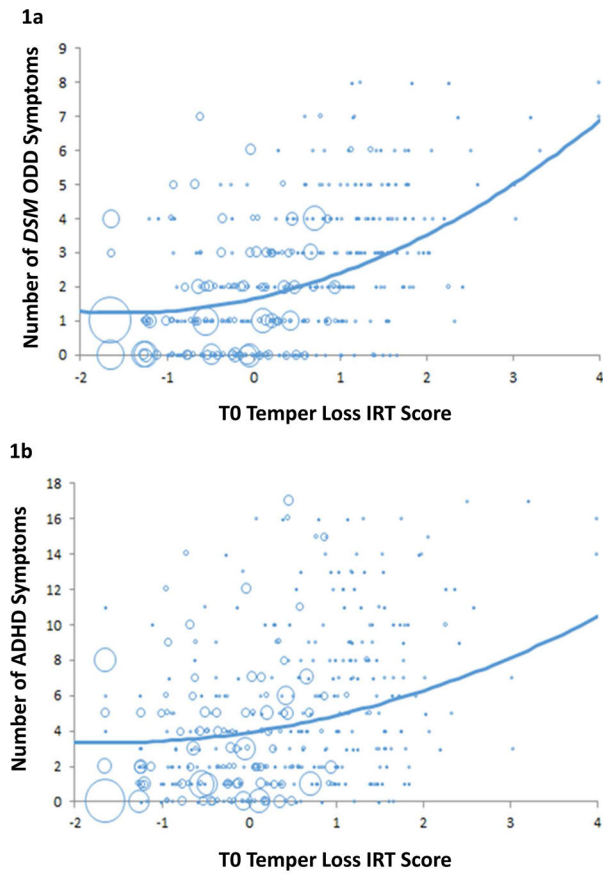 1a
Number of DSM ODD Symptoms
9
8
7
6
5
4
3
2
1
0
-2 -1 0 1 2 3 4
T0 Temper Loss IRT Score
1b
Number of ADHD Symptoms
18
16
14
12
10
8
6
4
2
0
-2 -1 0 1 2 3 4
T0 Temper Loss IRT Score